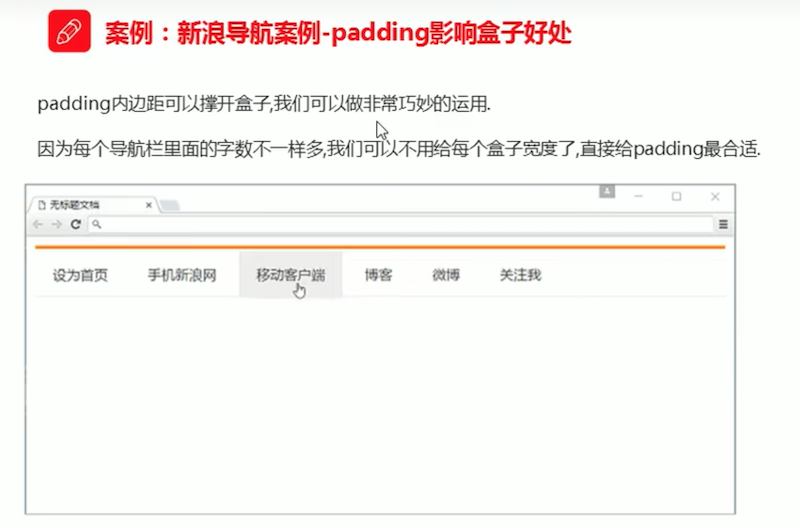 案例：新浪导航案例-padding影响盒子好处
padding内边距可以撑开盒子,我们可以做非常巧妙的运用.
因为每个导航栏里面的字数不一样多,我们可以不用给每个盒子宽度了,直接给padding最合适.
无标题文档
设为首页 手机新浪网 移动客户端 博客 微博 关注我